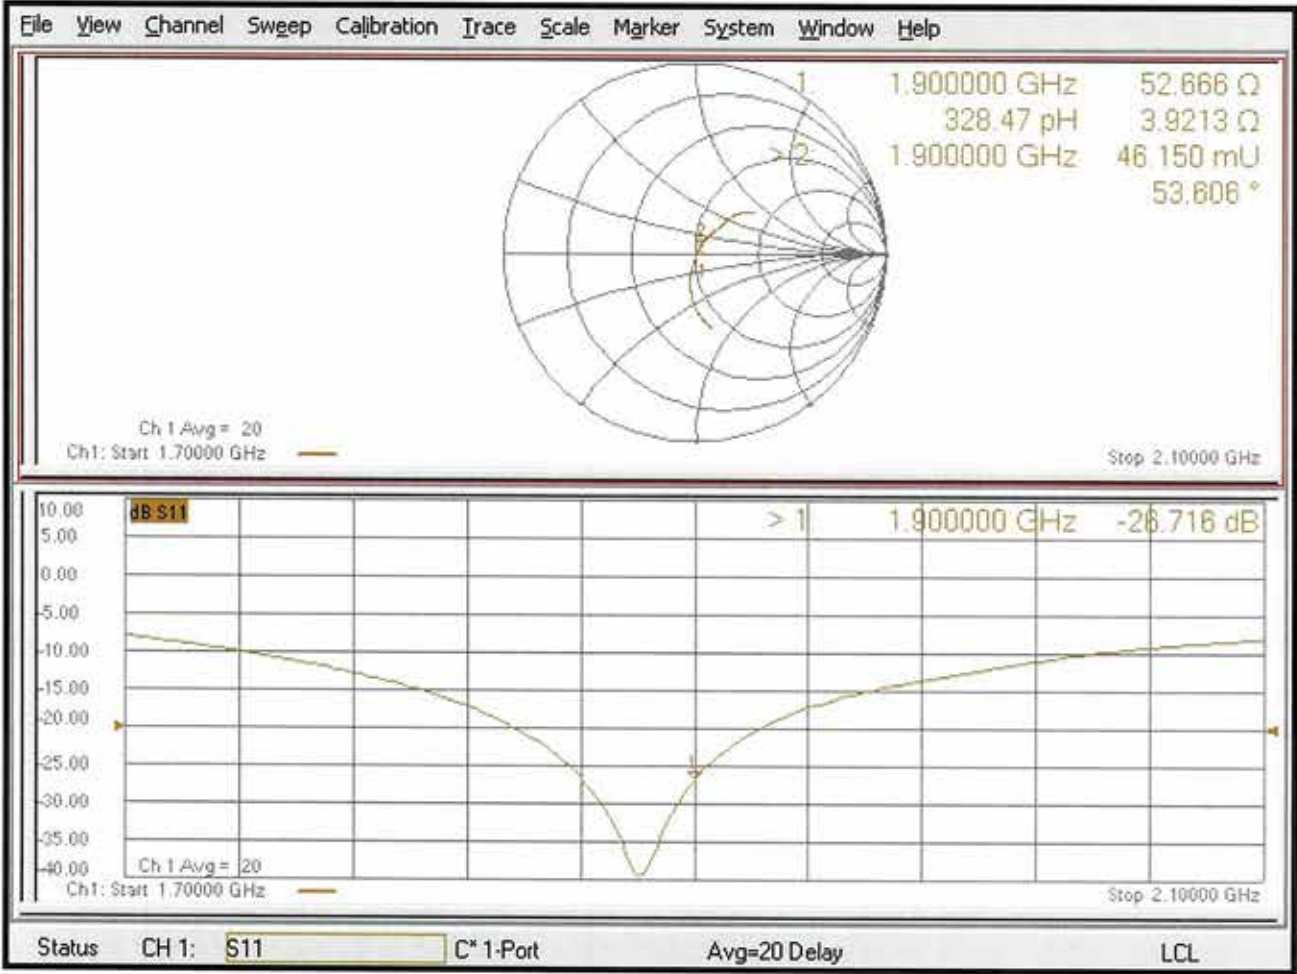 File View Channel Sweep Calibration Trace Scale Marker System Window Help
1: 1.900000 GHz 52.666 Ω
328.47 pH 3.9213 Ω
> 2: 1.900000 GHz 46.150 mU
53.606 °
2
1
Ch 1 Avg = 20
Ch1: Start 1.70000 GHz
Stop 2.10000 GHz
10.00
dB S11
> 1: 1.900000 GHz -26.716 dB
5.00
0.00
-5.00
-10.00
-15.00
-20.00
-25.00
1
-30.00
-35.00
-40.00
Ch 1 Avg = 20
Ch1: Start 1.70000 GHz
Stop 2.10000 GHz
Status CH 1: S11 C* 1-Port Avg=20 Delay LCL